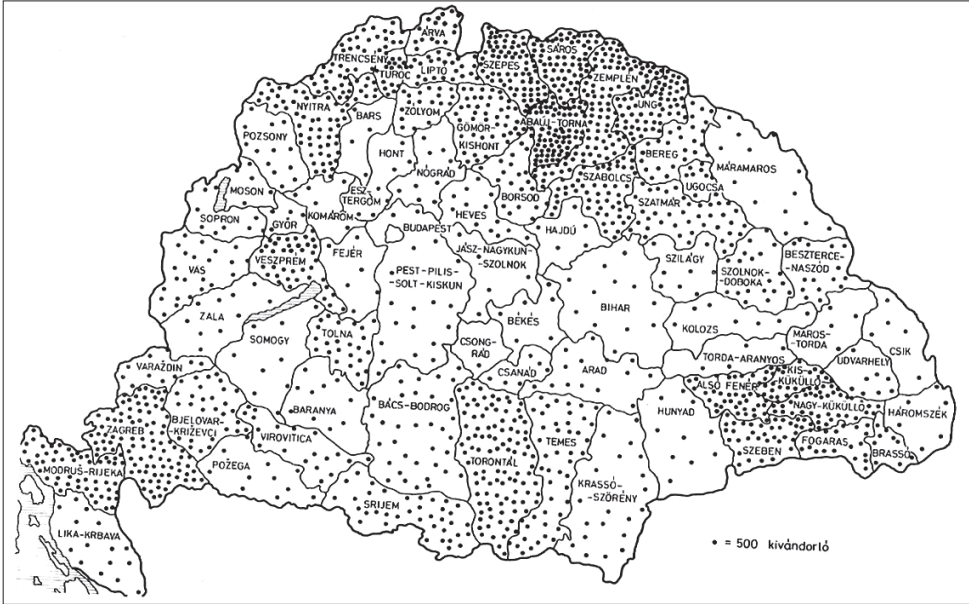 ÁRVA
TRENCSÉNY
TURÓC
LIPTÓ
SZEPES
SÁROS
ZEMPLÉN
UNG
NYITRA
BARS
ZÓLYOM
GÖMÖR-
KISHONT
ABAÚJ-TORNA
BEREG
MÁRAMAROS
POZSONY
HONT
NÓGRÁD
BORSOD
SZABOLCS
UGOCSA
SZATMÁR
MOSON
ESZ-
TERGOM
KOMÁROM
HEVES
HAJDÚ
SOPRON
GYŐR
BUDAPEST
FEJÉR
VESZPRÉM
JÁSZ-NAGYKUN-
SZOLNOK
SZILÁGY
SZOLNOK-
DOBOKA
BESZTERCE-
NASZÓD
VAS
PEST-PILIS-
-SOLT-KISKUN
BIHAR
ZALA
SOMOGY
TOLNA
BÉKÉS
KOLOZS
MAROS-
TORDA
CSIK
CSONG-
RÁD
CSANÁD
ARAD
TORDA-ARANYOS
UDVARHELY
VARAŽDIN
KIS-
KÜKÜLLŐ
ALSÓ FEHÉR
BARANYA
BÁCS-BODROG
HUNYAD
NAGY-KÜKÜLLŐ
HÁROMSZÉK
ZAGREB
BJELOVAR-
KRIŽEVCI
VIROVITICA
TORONTÁL
TEMES
SZEBEN
FOGARAS
BRASSÓ
MODRUŠ-RIJEKA
POŽEGA
KRASSÓ-
-SZÖRÉNY
SRIJEM
LIKA-KRBAVA
• = 500 kivándorló